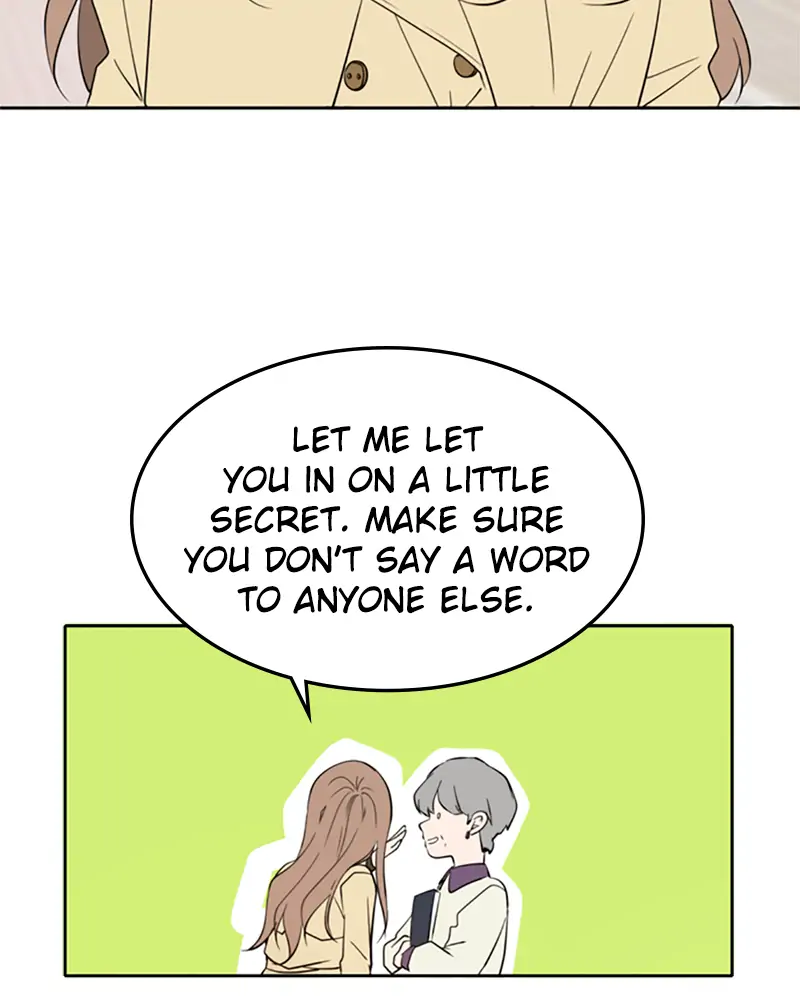 LET ME LET
YOU IN ON A LITTLE
SECRET. MAKE SURE
YOU DON'T SAY A WORD
TO ANYONE ELSE.